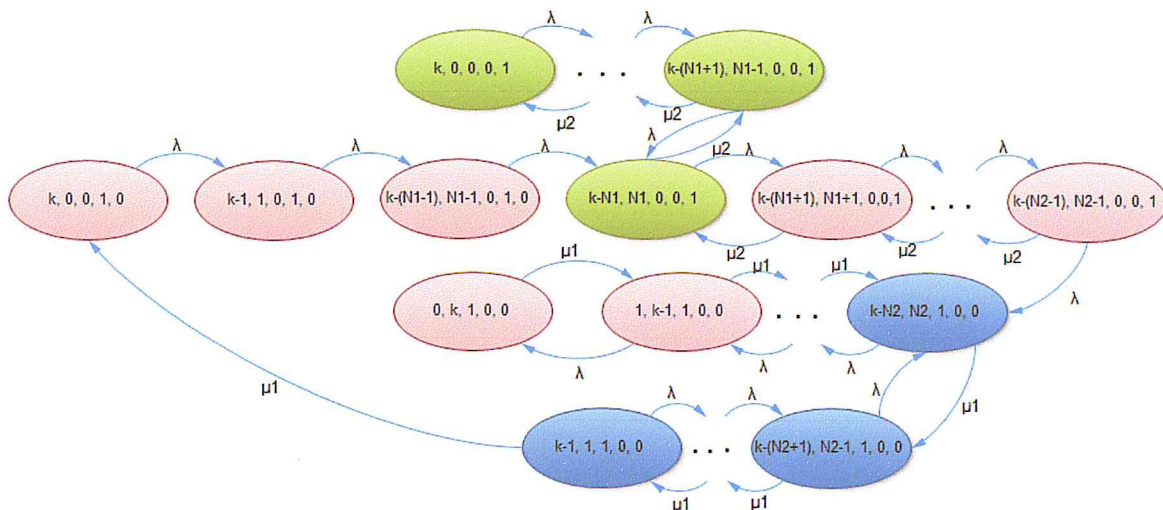 λ λ
k, 0, 0, 0, 1 . . . k-(N1+1), N1-1, 0, 0, 1
μ2 μ2
λ μ2
λ λ λ λ λ λ
k, 0, 0, 1, 0 k-1, 1, 0, 1, 0 k-(N1-1), N1-1, 0, 1, 0 k-N1, N1, 0, 0, 1 k-(N1+1), N1+1, 0,0,1 . . . k-(N2-1), N2-1, 0, 0, 1
μ2 μ2 μ2
μ1 μ1 μ1 λ
0, k, 1, 0, 0 1, k-1, 1, 0, 0 . . . k-N2, N2, 1, 0, 0
λ λ λ
μ1 λ λ λ μ1
k-1, 1, 1, 0, 0 . . . k-(N2+1), N2-1, 1, 0, 0
μ1 μ1